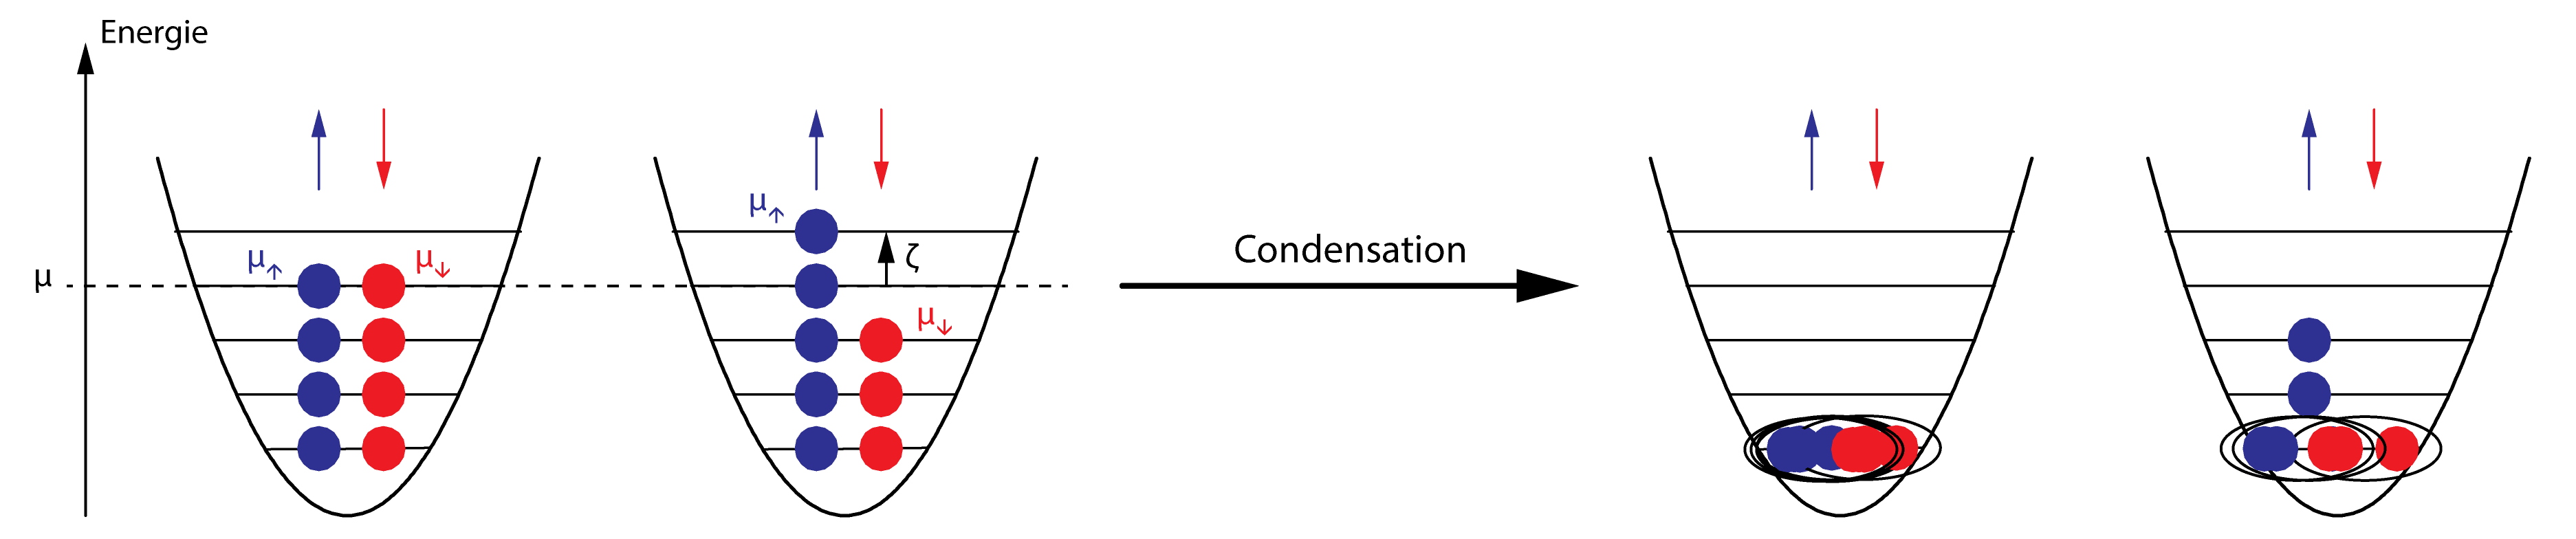 Energie
μ↑
μ↑
μ↓
ζ
Condensation
μ
μ↓